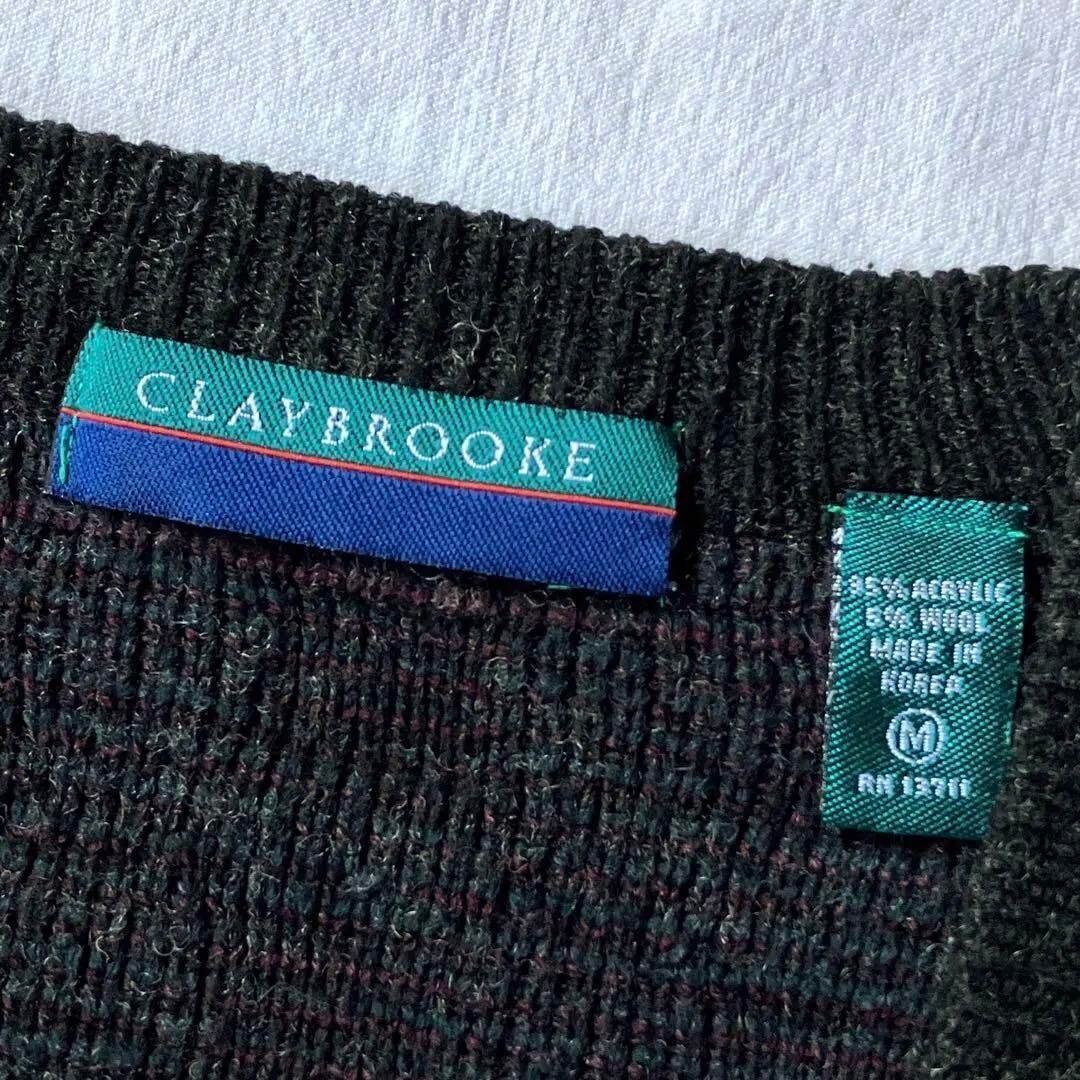 CLAYBROOKE
95% ACRYLIC
5% WOOL
MADE IN
KOREA
M
RN 13711